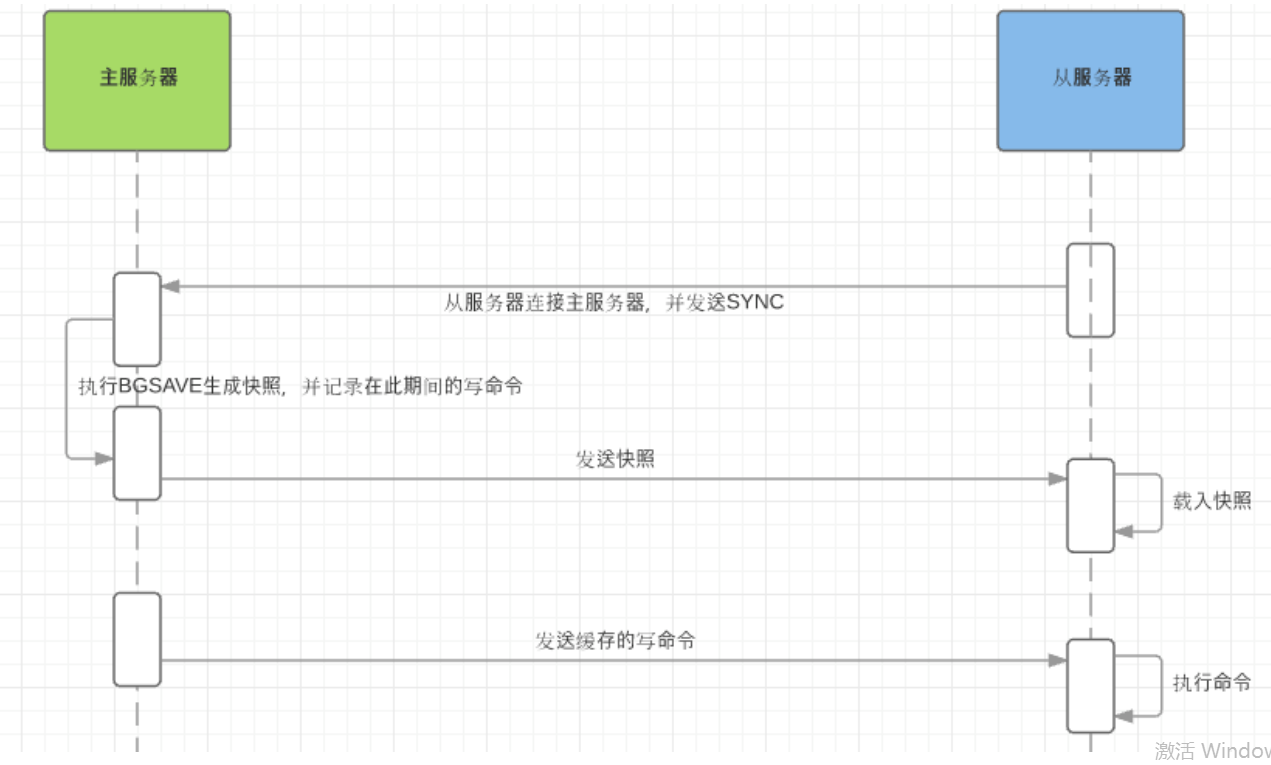 主服务器
从服务器
从服务器连接主服务器，并发送SYNC
执行BGSAVE生成快照，并记录在此期间的写命令
发送快照
载入快照
发送缓存的写命令
执行命令
激活 Window